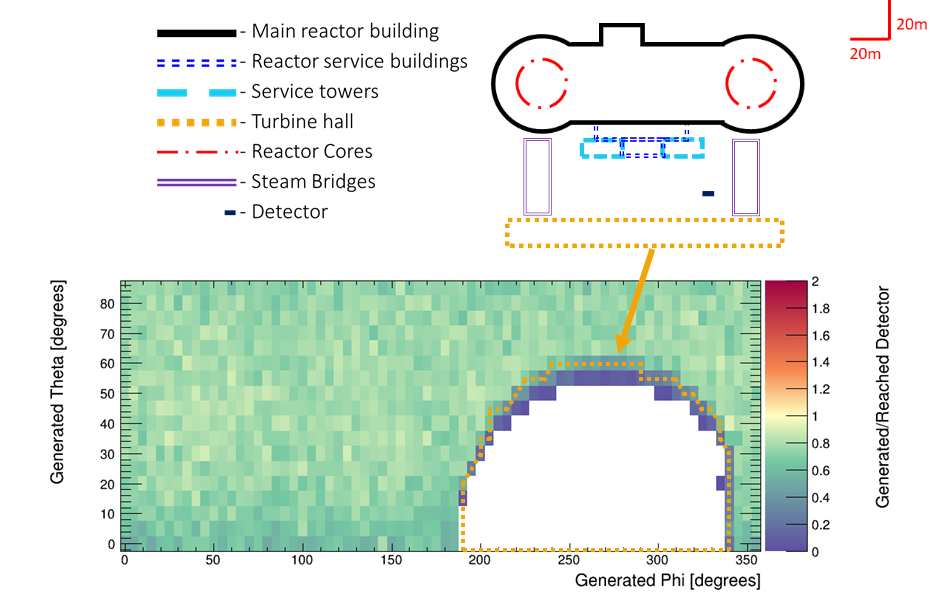 - Main reactor building
- Reactor service buildings
- Service towers
- Turbine hall
- Reactor Cores
- Steam Bridges
- Detector
20m
20m
Generated Theta [degrees]
80
70
60
50
40
30
20
10
0
0 50 100 150 200 250 300 350
Generated Phi [degrees]
2
1.8
1.6
1.4
1.2
1
0.8
0.6
0.4
0.2
0
Generated/Reached Detector